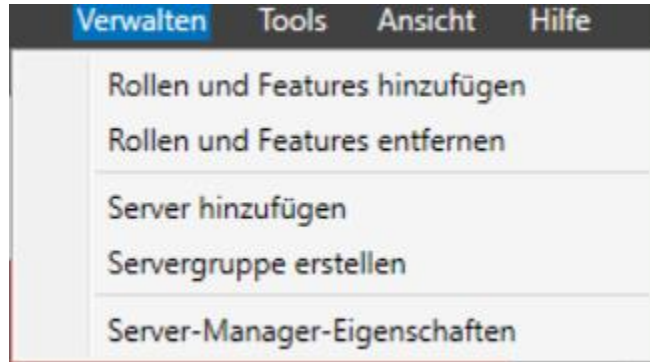 Verwalten Tools Ansicht Hilfe
Rollen und Features hinzufügen
Rollen und Features entfernen
Server hinzufügen
Servergruppe erstellen
Server-Manager-Eigenschaften